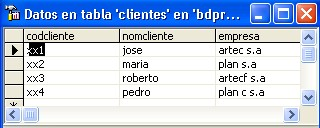 Datos en tabla 'clientes' en 'bdpr...
codcliente nomcliente empresa
xx1 jose artec s.a
xx2 maria plan s.a
xx3 roberto artecf s.a
xx4 pedro plan c s.a